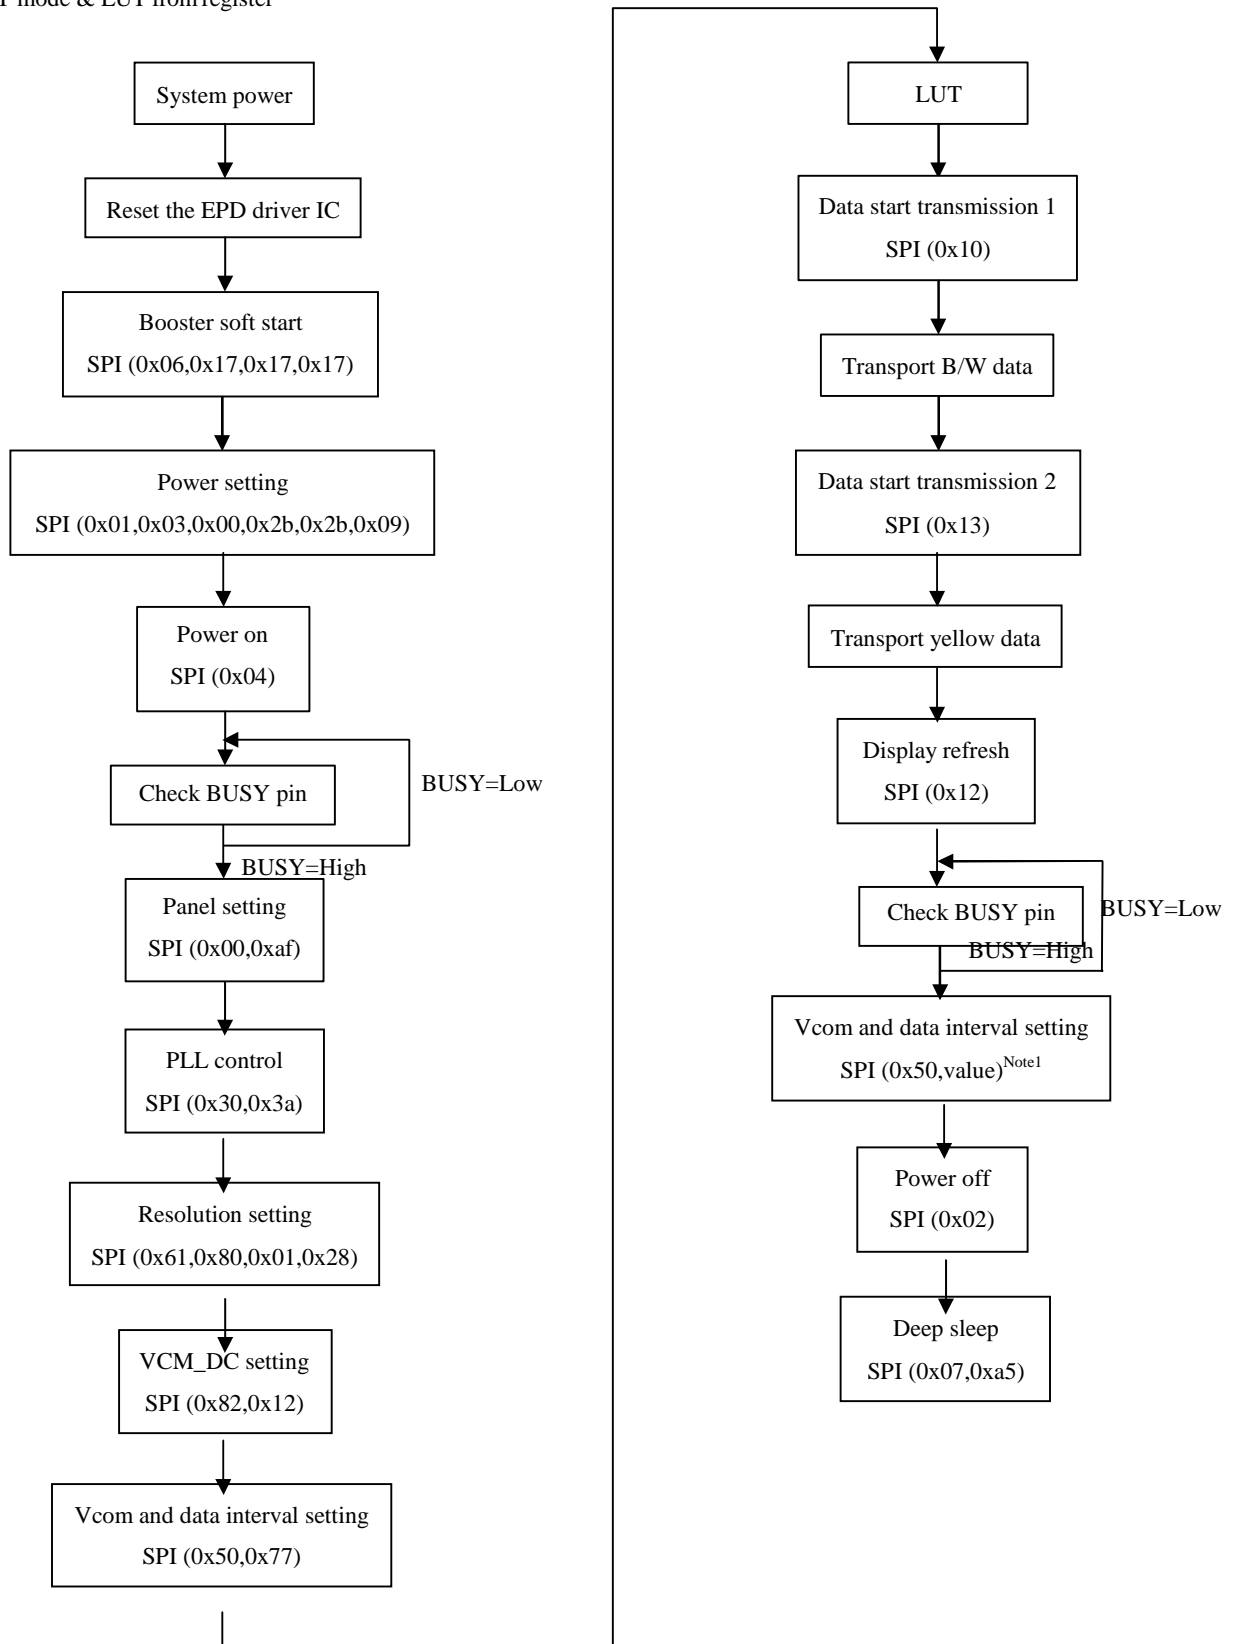 mode & LUT from register
System power
Reset the EPD driver IC
Booster soft start
SPI (0x06,0x17,0x17,0x17)
Power setting
SPI (0x01,0x03,0x00,0x2b,0x2b,0x09)
Power on
SPI (0x04)
Check BUSY pin
BUSY=Low
BUSY=High
Panel setting
SPI (0x00,0xaf)
PLL control
SPI (0x30,0x3a)
Resolution setting
SPI (0x61,0x80,0x01,0x28)
VCM_DC setting
SPI (0x82,0x12)
Vcom and data interval setting
SPI (0x50,0x77)
LUT
Data start transmission 1
SPI (0x10)
Transport B/W data
Data start transmission 2
SPI (0x13)
Transport yellow data
Display refresh
SPI (0x12)
Check BUSY pin
BUSY=Low
BUSY=High
Vcom and data interval setting
SPI (0x50,value)Note1
Power off
SPI (0x02)
Deep sleep
SPI (0x07,0xa5)